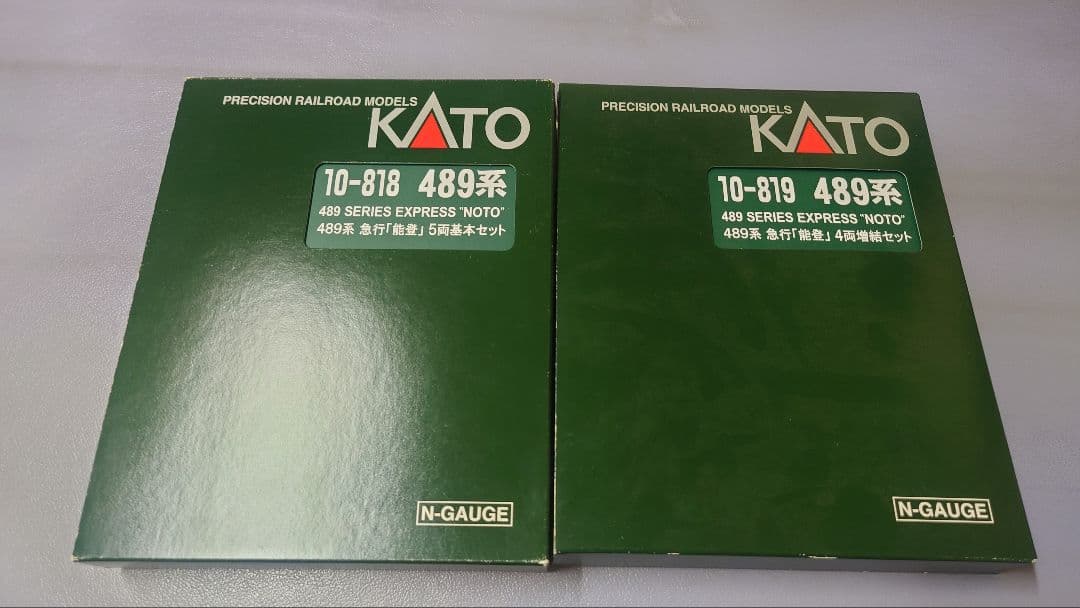 PRECISION RAILROAD MODELS
KATO
10-818 489系
489 SERIES EXPRESS "NOTO"
489系 急行「能登」5両基本セット
N-GAUGE
PRECISION RAILROAD MODELS
KATO
10-819 489系
489 SERIES EXPRESS "NOTO"
489系 急行「能登」4両増結セット
N-GAUGE